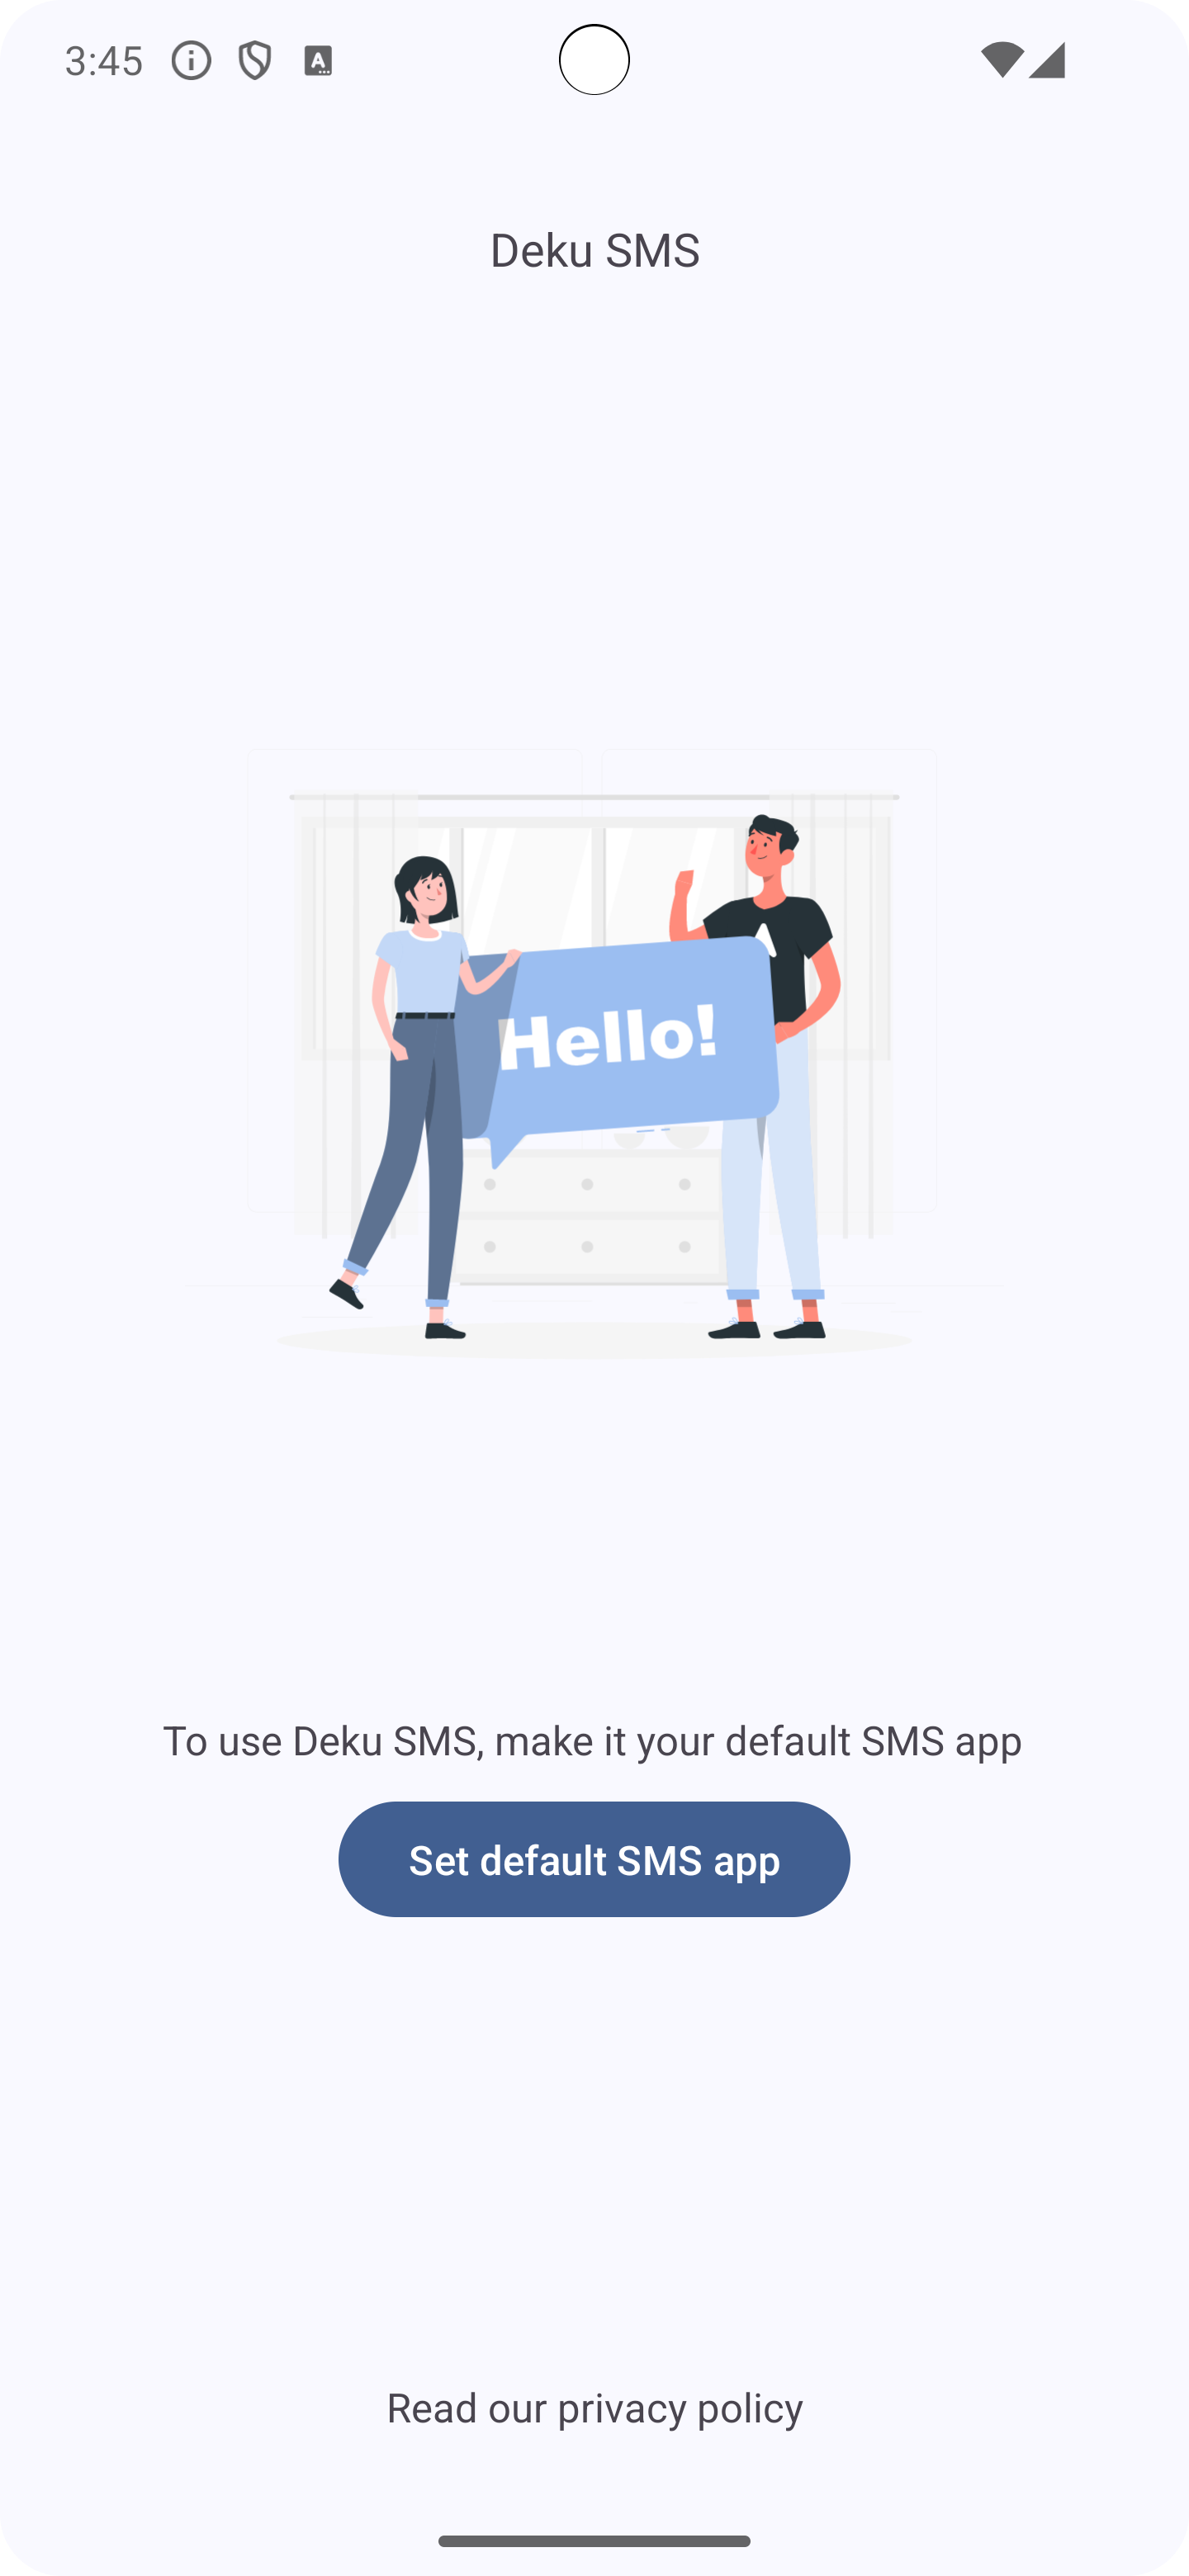 3:45
Deku SMS
Hello!
To use Deku SMS, make it your default SMS app
Set default SMS app
Read our privacy policy